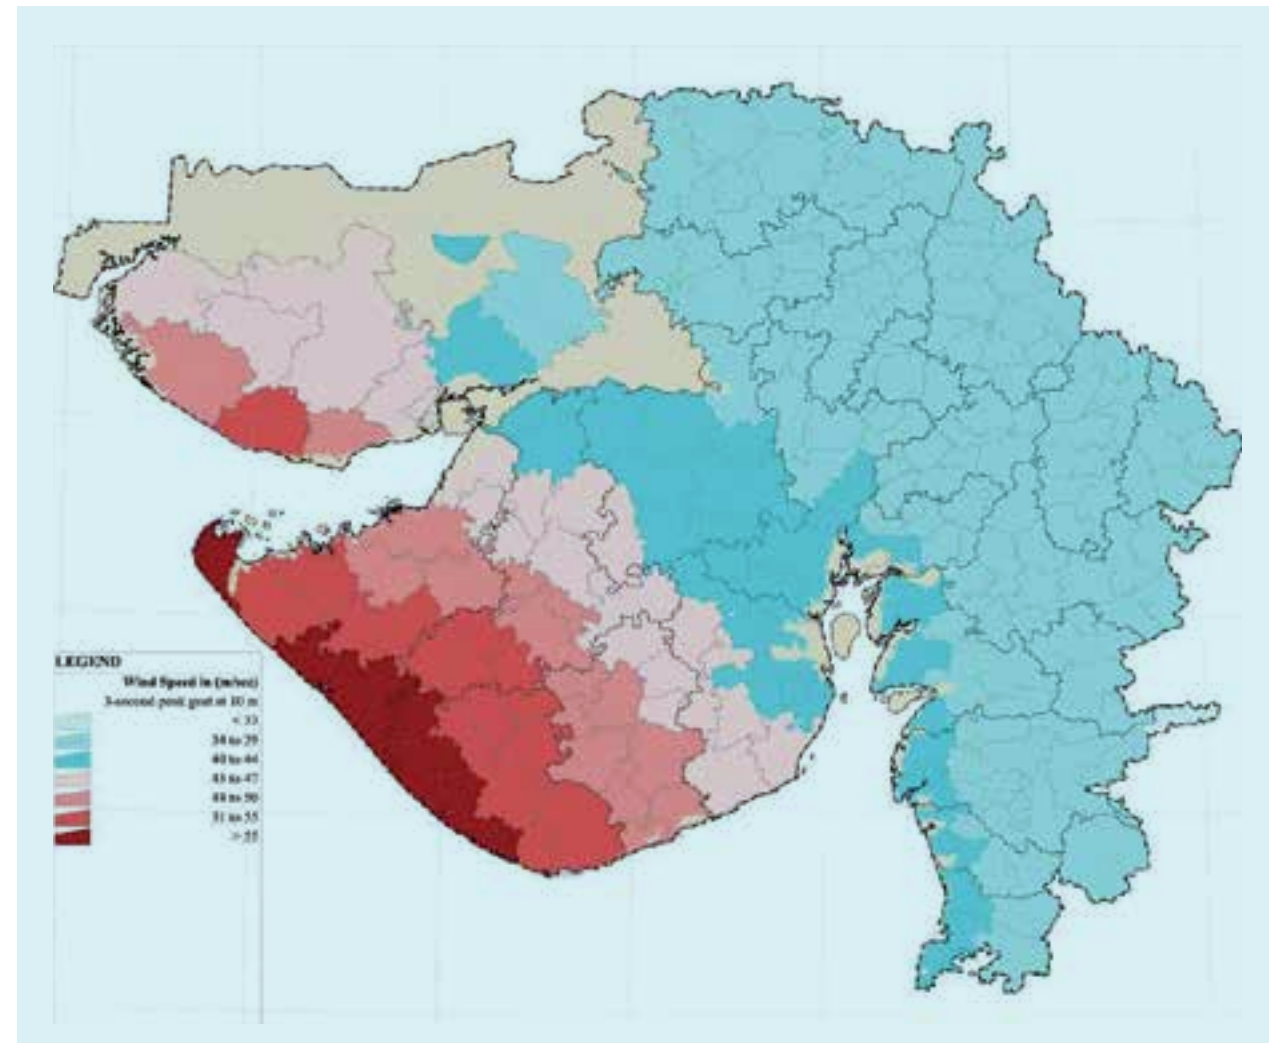 LEGEND
Wind Speed in (m/sec)
3-second peak gust at 10 m
< 33
34 to 39
40 to 44
45 to 47
48 to 50
51 to 55
> 55